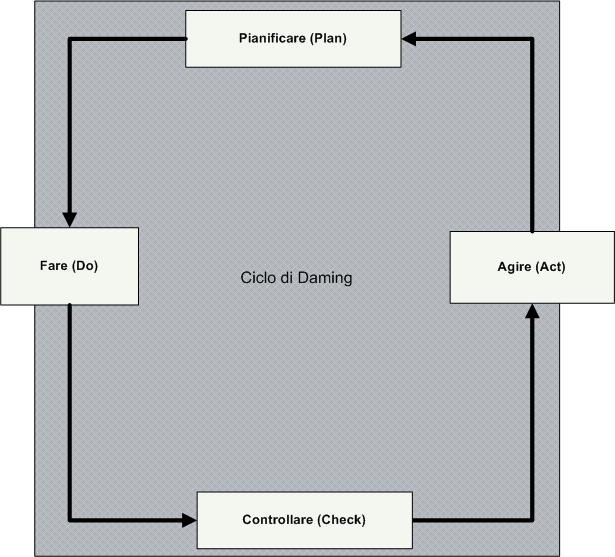 Pianificare (Plan)
Fare (Do)
Agire (Act)
Ciclo di Daming
Controllare (Check)